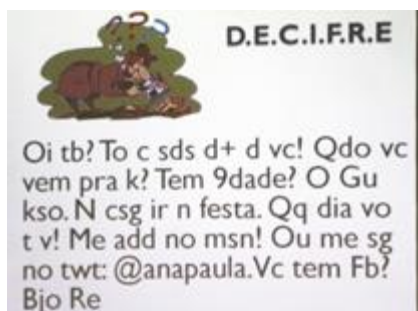 D.E.C.I.F.R.E
Oi tb? To c sds d+ d vc! Qdo vc
vem pra k? Tem 9dade? O Gu
kso. N csg ir n festa. Qq dia vo
t v! Me add no msn! Ou me sg
no twt: @anapaula.Vc tem Fb?
Bjo Re